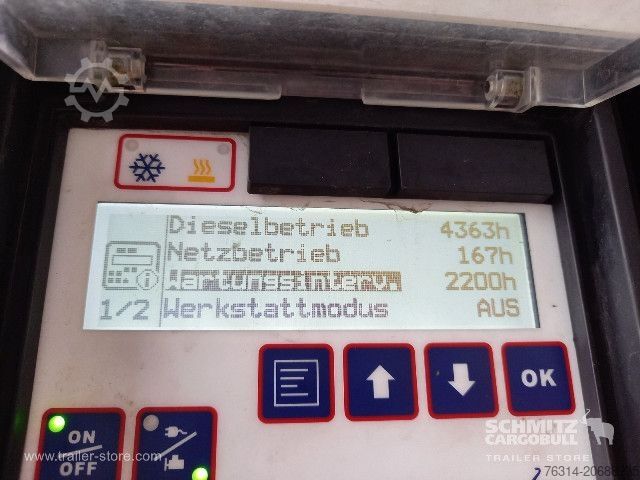 Dieselbetrieb 4363h
Netzbetrieb 167h
Wartungsinterv. 2200h
1/2 Werkstattmodus AUS
OK
ON
OFF
SCHMITZ
CARGOBULL
TRAILER STORE
www.trailer-store.com